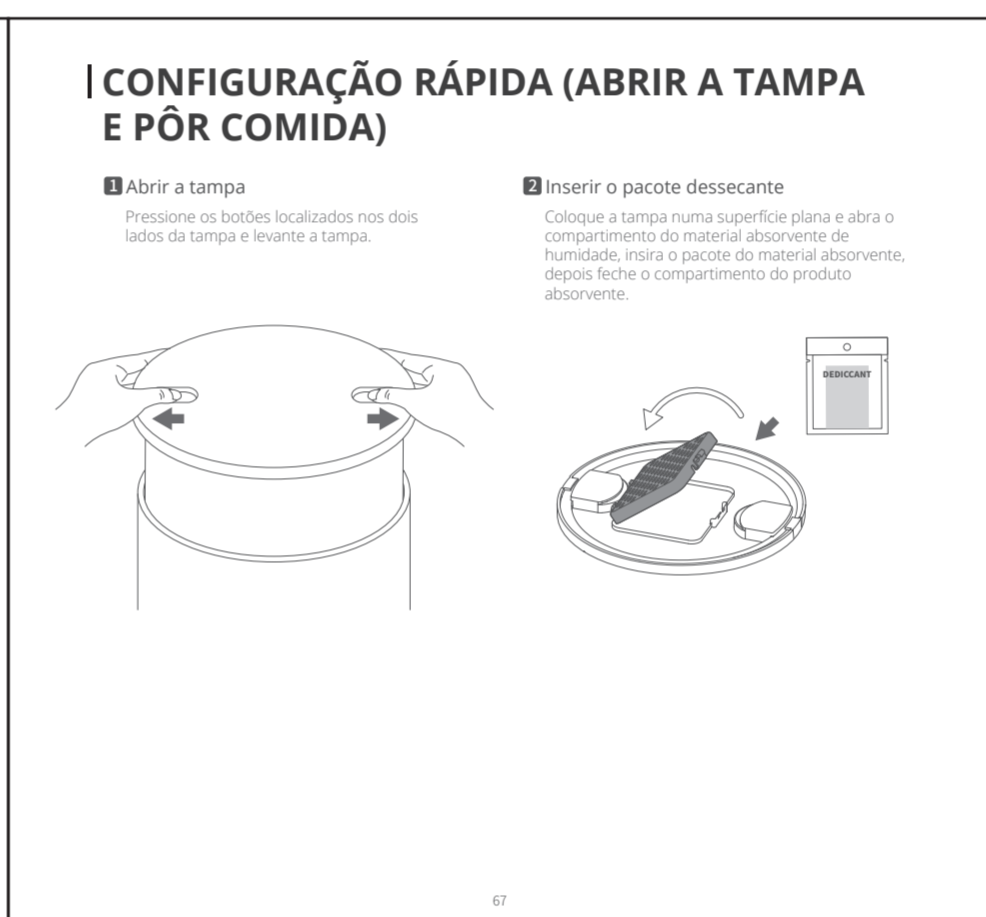 CONFIGURAÇÃO RÁPIDA (ABRIR A TAMPA
E PÔR COMIDA)
1 Abrir a tampa
Pressione os botões localizados nos dois
lados da tampa e levante a tampa.
2 Inserir o pacote dessecante
Coloque a tampa numa superfície plana e abra o
compartimento do material absorvente de
humidade, insira o pacote do material absorvente,
depois feche o compartimento do produto
absorvente.
DEDICCANT
67